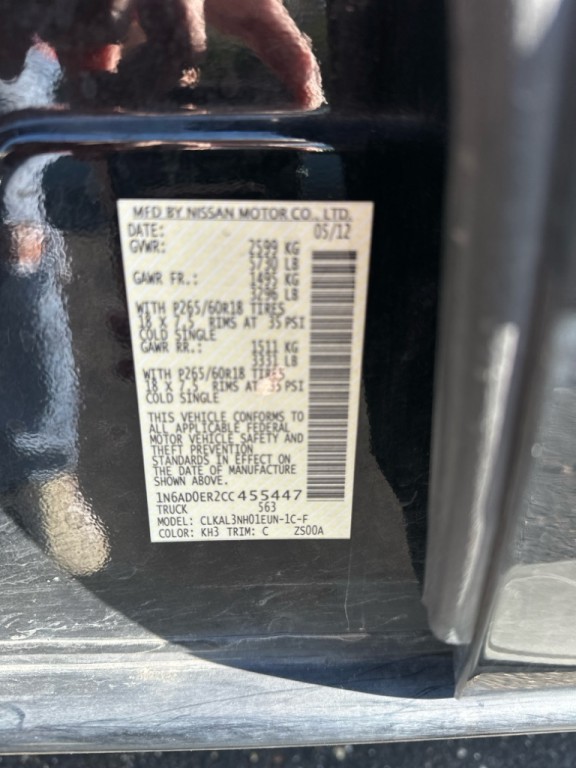 MFD BY NISSAN MOTOR CO., LTD.
DATE: 05/12
GVWR: 2599 KG
5730 LB
GAWR FR.: 1495 KG
3296 LB
WITH P265/60R18 TIRES
18 X 7.5 RIMS AT 35 PSI
COLD SINGLE
GAWR RR.: 1511 KG
3331 LB
WITH P265/60R18 TIRES
18 X 7.5 RIMS AT 35 PSI
COLD SINGLE
THIS VEHICLE CONFORMS TO
ALL APPLICABLE FEDERAL
MOTOR VEHICLE SAFETY AND
THEFT PREVENTION
STANDARDS IN EFFECT ON
THE DATE OF MANUFACTURE
SHOWN ABOVE.
1N6AD0ER2CC455447
TRUCK 563
MODEL: CLKAL3NH01EUN-1C-F
COLOR: KH3 TRIM: C ZS00A